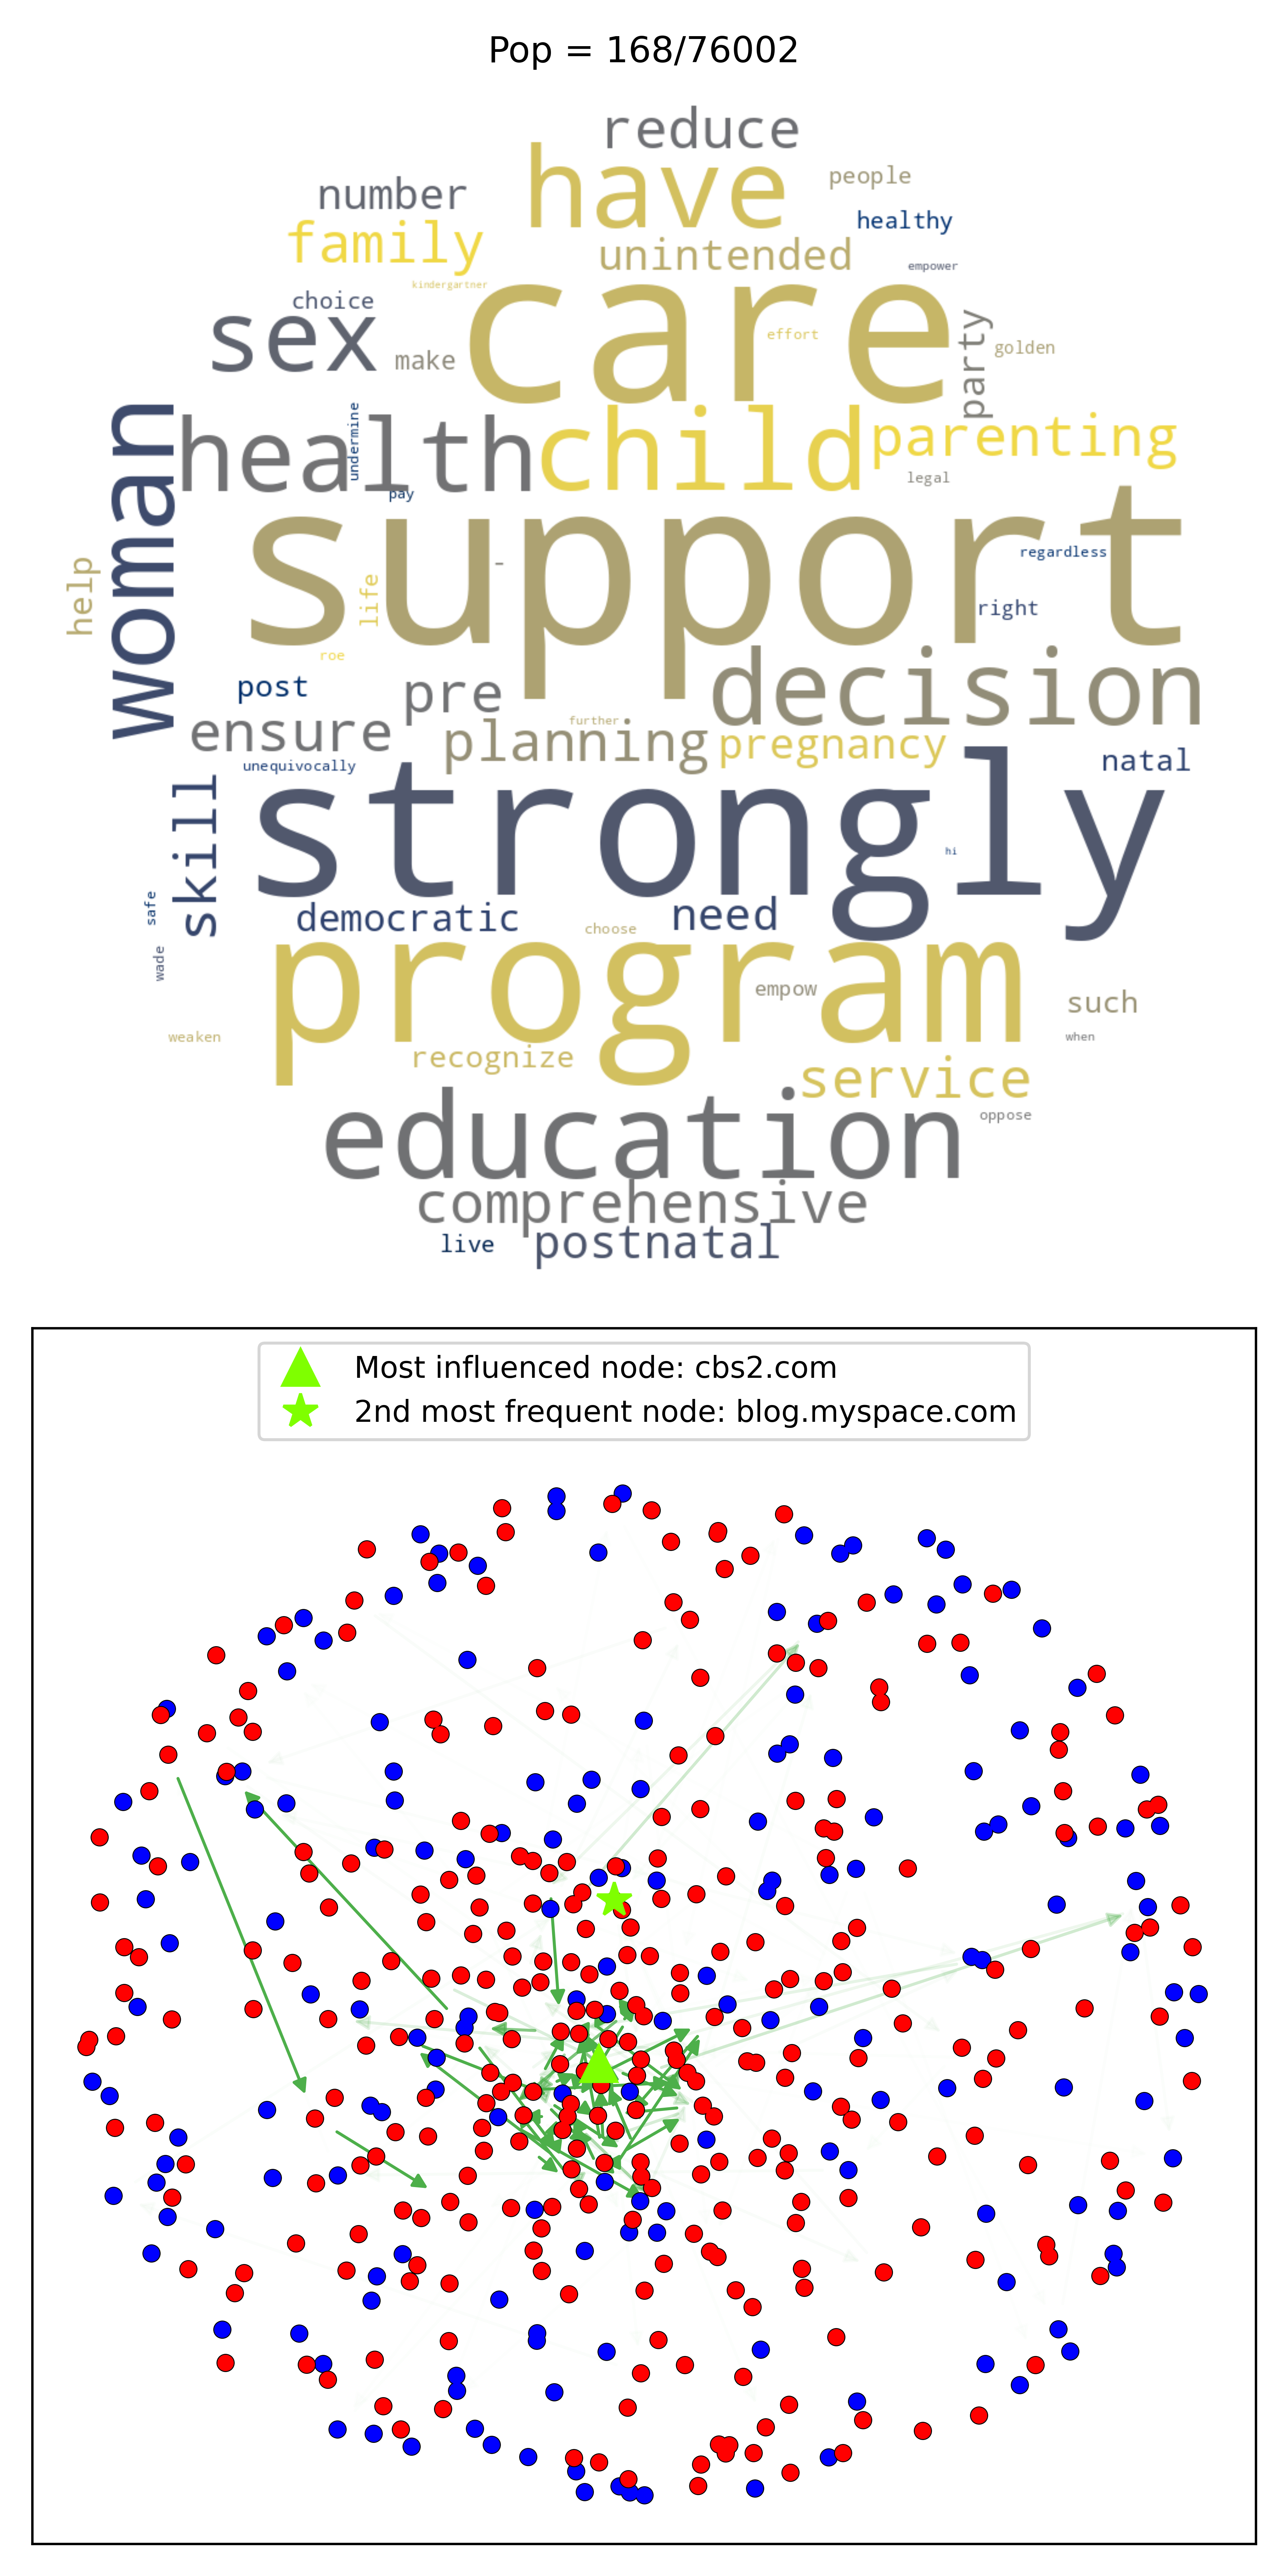 Pop = 168/76002
reduce
have
people
number
healthy
family
unintended
empower
kindergartner
choice
care
sex
effort
make
party
golden
woman
health
child
parenting
undermine
legal
pay
support
regardless
help
-
life
right
roe
decision
post
pre
ensure
further
planning
pregnancy
natal
unequivocally
strongly
skill
hi
safe
democratic
need
choose
wade
program
empow
such
weaken
when
recognize
service
education
oppose
comprehensive
live
postnatal
Most influenced node: cbs2.com
2nd most frequent node: blog.myspace.com